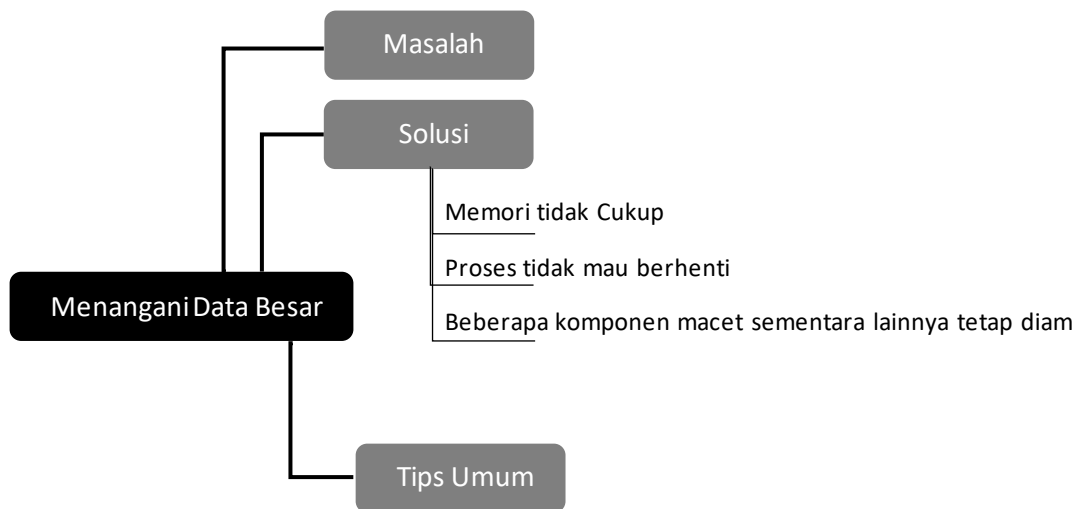 Masalah
Solusi
Memori tidak Cukup
Proses tidak mau berhenti
Menangani Data Besar
Beberapa komponen macet sementara lainnya tetap diam
Tips Umum